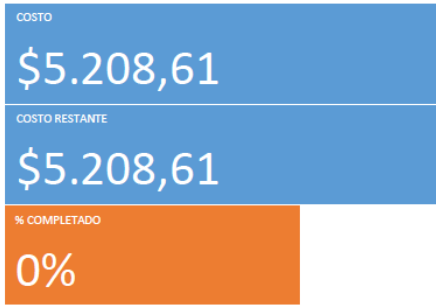 COSTO
$5.208,61
COSTO RESTANTE
$5.208,61
% COMPLETADO
0%